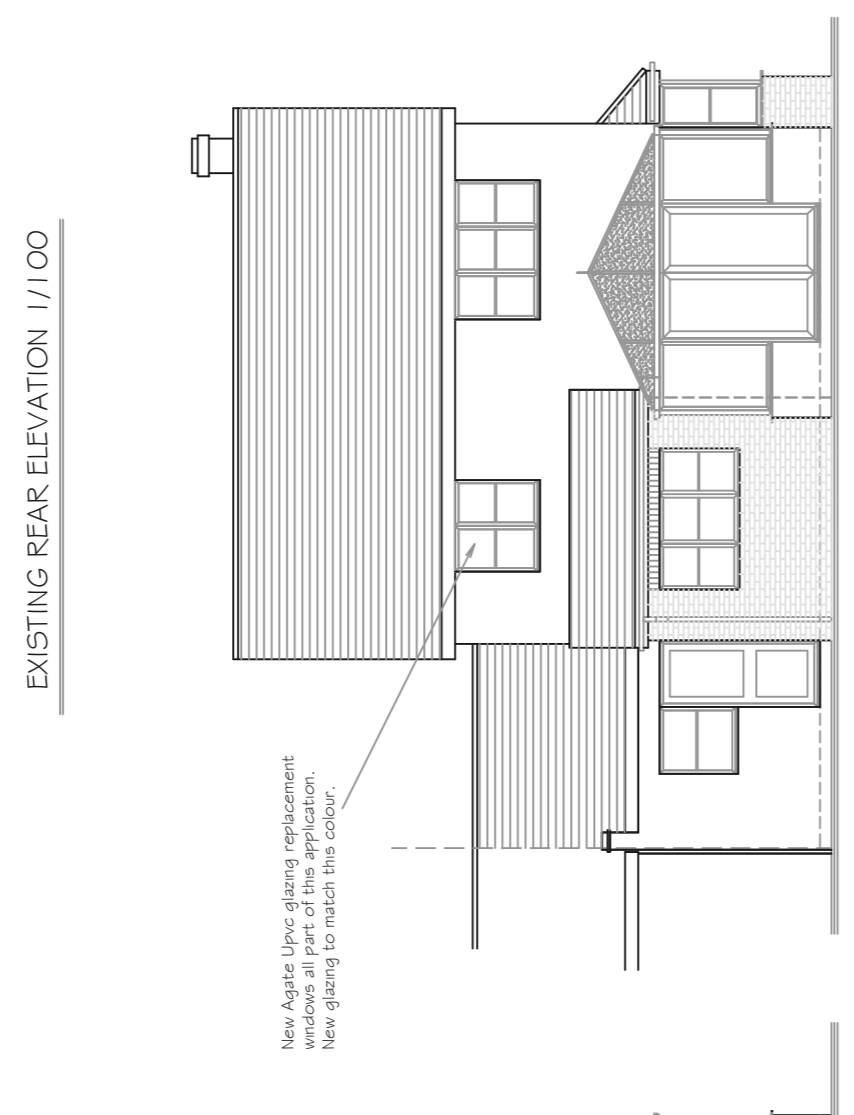 EXISTING REAR ELEVATION 1/100
New Agate Upvc glazing replacement
windows all part of this application.
New glazing to match this colour.